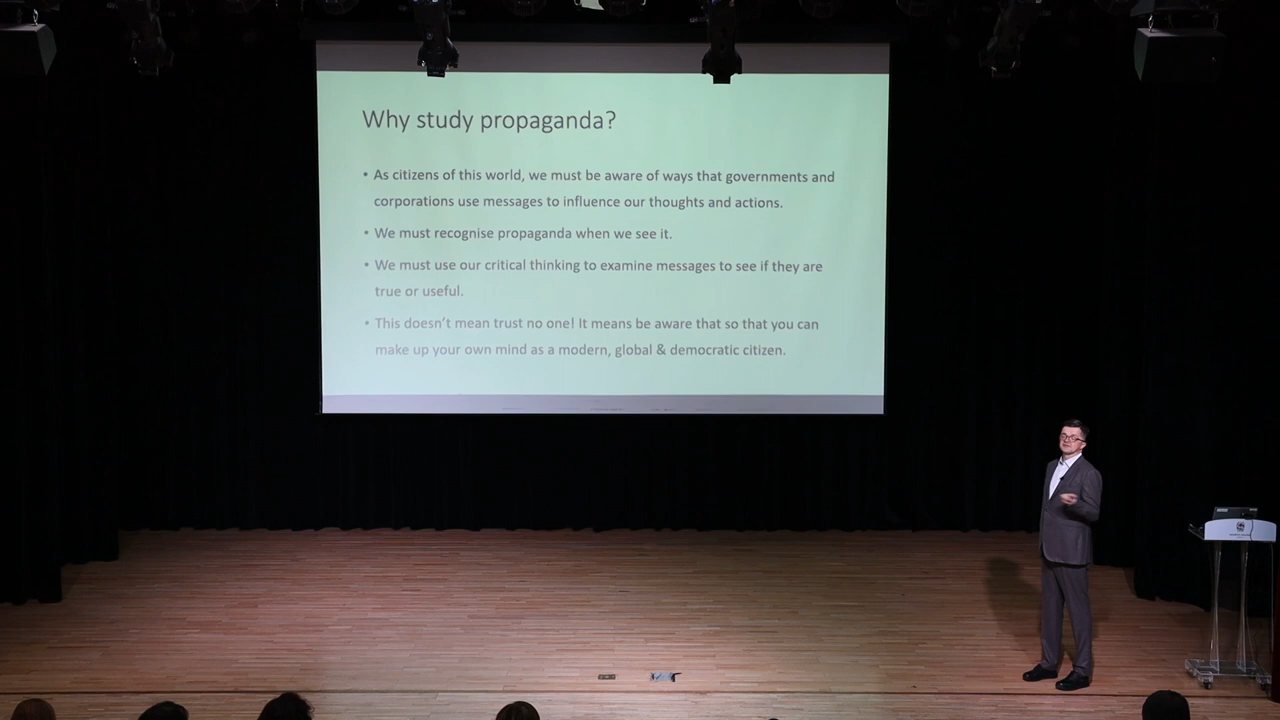 Why study propaganda?
• As citizens of this world, we must be aware of ways that governments and
corporations use messages to influence our thoughts and actions.
• We must recognise propaganda when we see it.
• We must use our critical thinking to examine messages to see if they are
true or useful.
• This doesn't mean trust no one! It means be aware that so that you can
make up your own mind as a modern, global & democratic citizen.